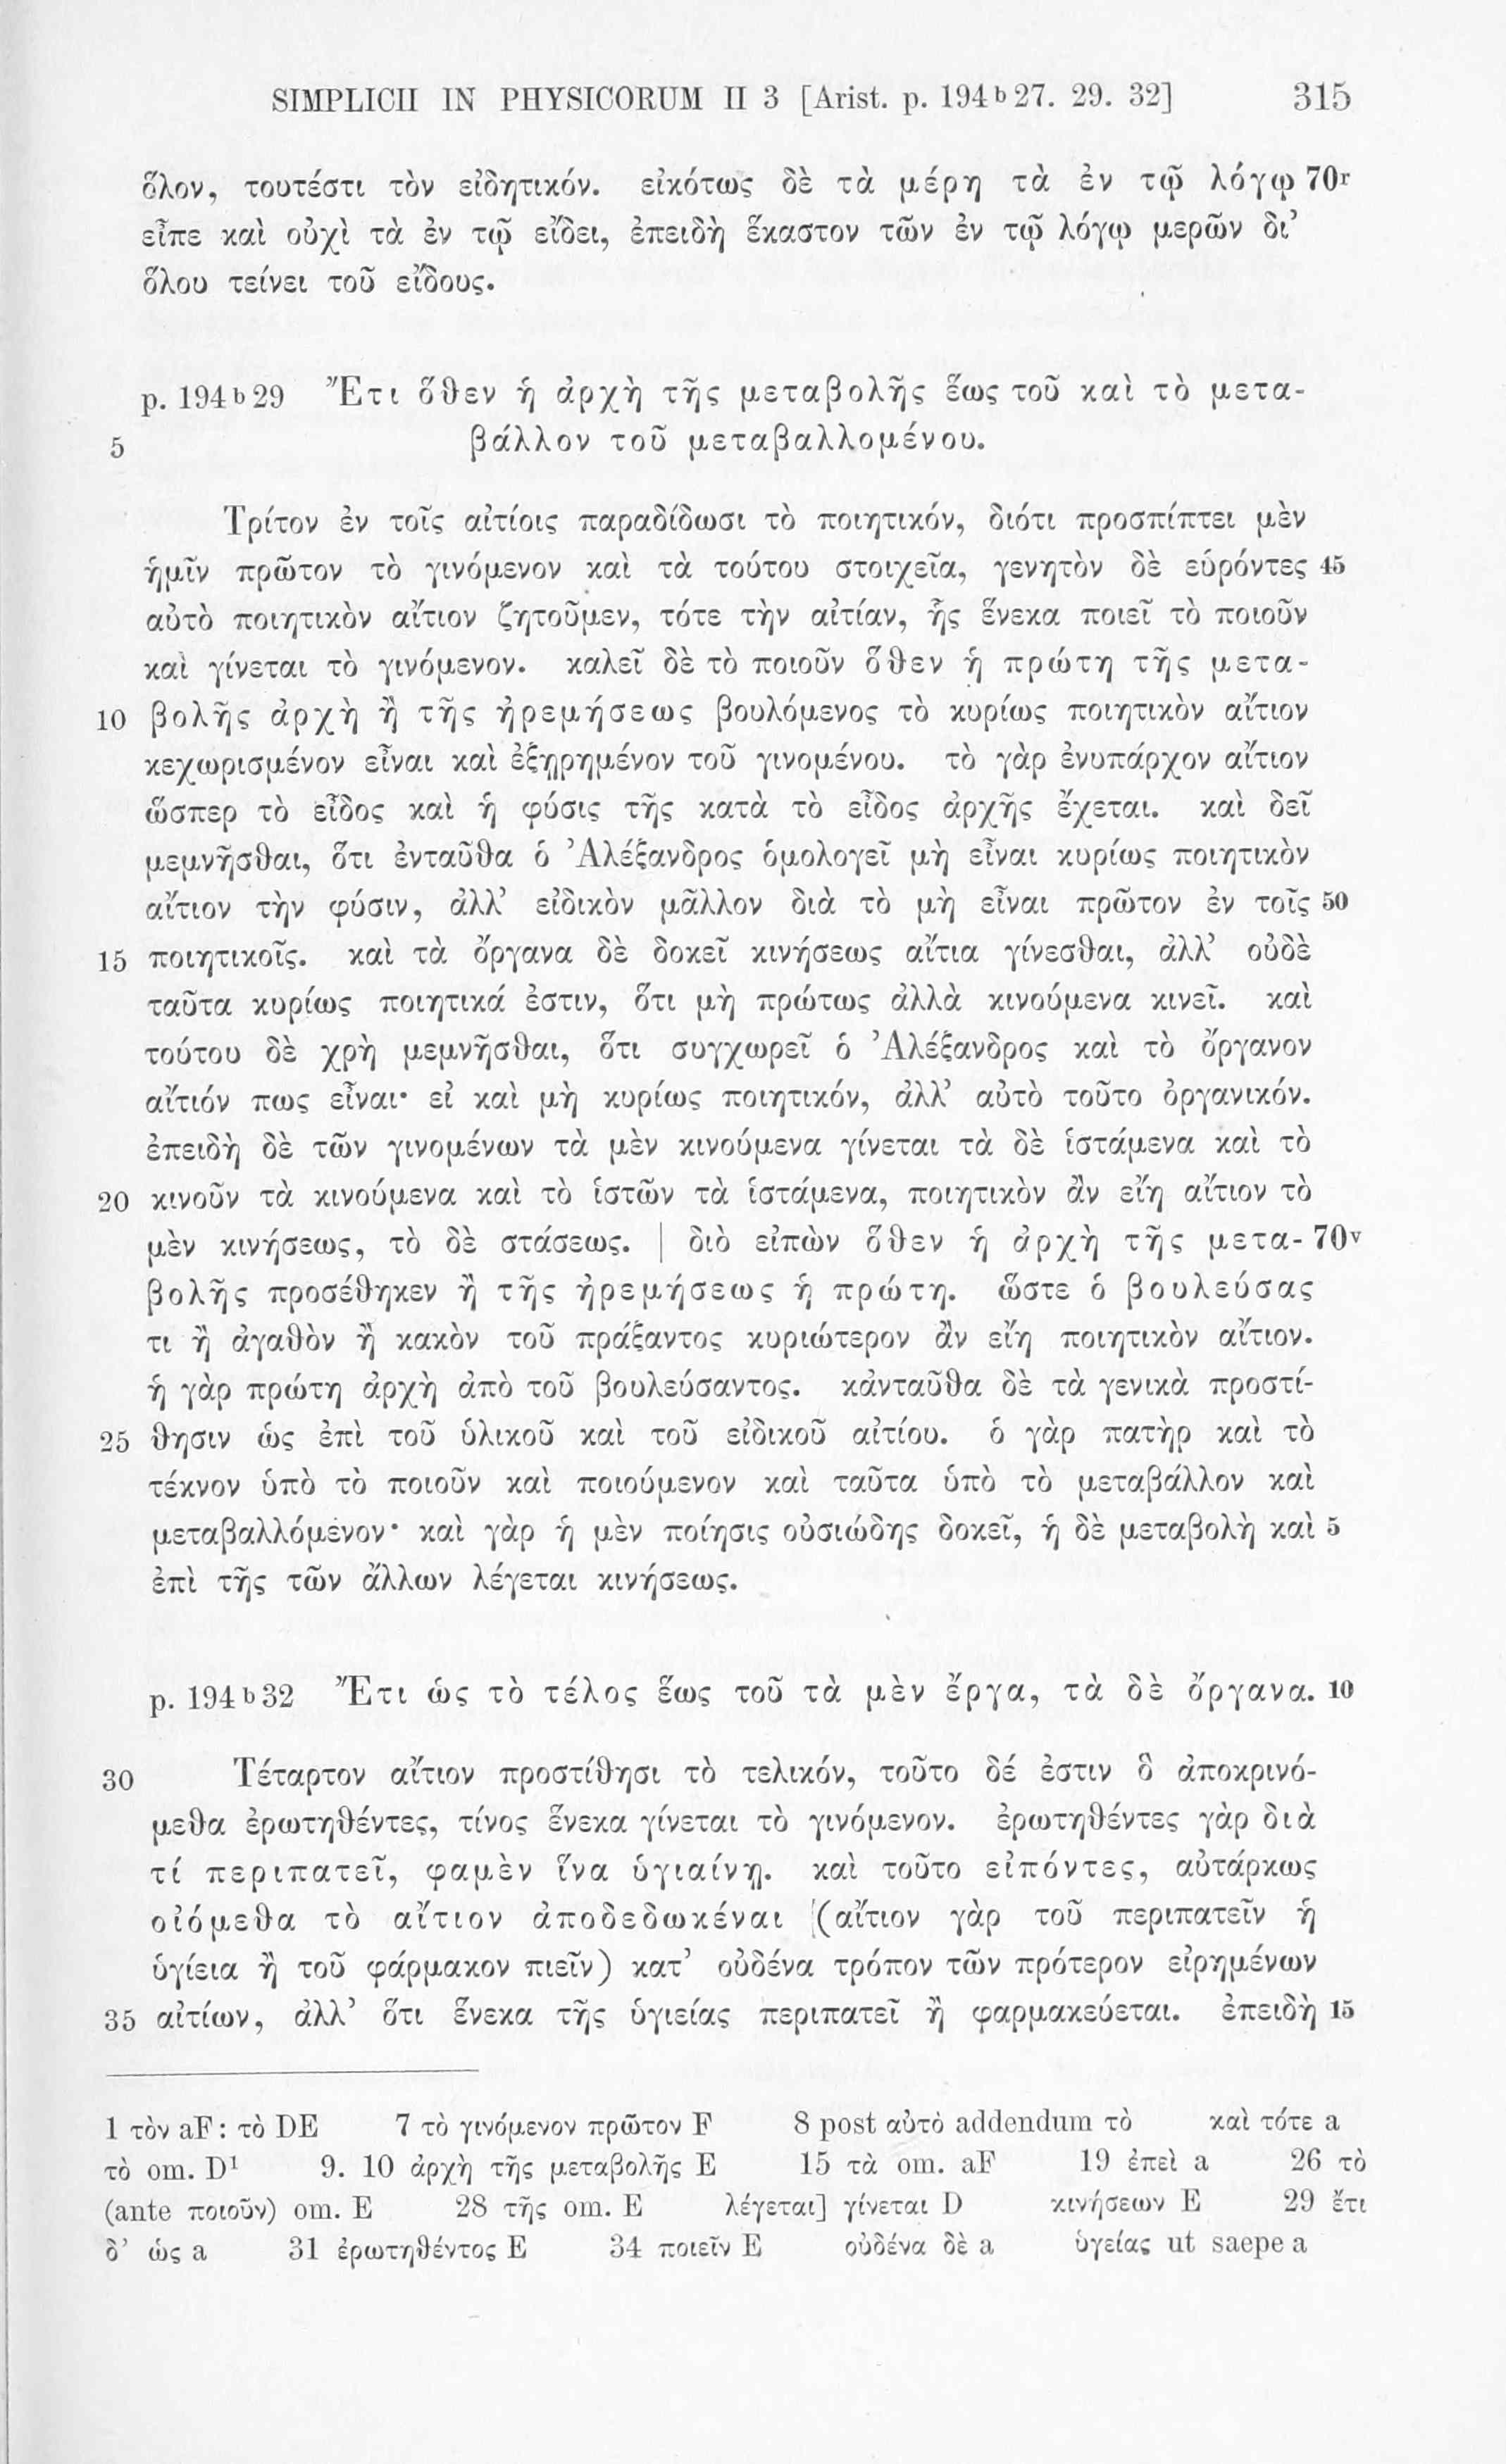 SIMPLICII IN PHYSICORUM II 3 [Arist. p. 194ᵇ27. 29. 32] 315
ὅλον, τουτέστι τὸν εἰδητικόν. εἰκότως δὲ τὰ μέρη τὰ ἐν τῷ λόγῳ 70ʳ
εἶπε καὶ οὐχὶ τὰ ἐν τῷ εἴδει, ἐπειδὴ ἕκαστον τῶν ἐν τῷ λόγῳ μερῶν δι’
ὅλου τείνει τοῦ εἴδους.
p. 194ᵇ29 Ἔτι ὅθεν ἡ ἀρχὴ τῆς μεταβολῆς ἕως τοῦ καὶ τὸ μετα-
5 βάλλον τοῦ μεταβαλλομένου.
Τρίτον ἐν τοῖς αἰτίοις παραδίδωσι τὸ ποιητικόν, διότι προσπίπτει μὲν
ἡμῖν πρῶτον τὸ γινόμενον καὶ τὰ τούτου στοιχεῖα, γενητὸν δὲ εὑρόντες 45
αὐτὸ ποιητικὸν αἴτιον ζητοῦμεν, τότε τὴν αἰτίαν, ἧς ἕνεκα ποιεῖ τὸ ποιοῦν
καὶ γίνεται τὸ γινόμενον. καλεῖ δὲ τὸ ποιοῦν ὅθεν ἡ πρώτη τῆς μετα-
10 βολῆς ἀρχὴ ἢ τῆς ἠρεμήσεως βουλόμενος τὸ κυρίως ποιητικὸν αἴτιον
κεχωρισμένον εἶναι καὶ ἐξῃρημένον τοῦ γινομένου. τὸ γὰρ ἐνυπάρχον αἴτιον
ὥσπερ τὸ εἶδος καὶ ἡ φύσις τῆς κατὰ τὸ εἶδος ἀρχῆς ἔχεται. καὶ δεῖ
μεμνῆσθαι, ὅτι ἐνταῦθα ὁ Ἀλέξανδρος ὁμολογεῖ μὴ εἶναι κυρίως ποιητικὸν
αἴτιον τὴν φύσιν, ἀλλ’ εἰδικὸν μᾶλλον διὰ τὸ μὴ εἶναι πρῶτον ἐν τοῖς 50
15 ποιητικοῖς. καὶ τὰ ὄργανα δὲ δοκεῖ κινήσεως αἴτια γίνεσθαι, ἀλλ’ οὐδὲ
ταῦτα κυρίως ποιητικά ἐστιν, ὅτι μὴ πρώτως ἀλλὰ κινούμενα κινεῖ. καὶ
τούτου δὲ χρὴ μεμνῆσθαι, ὅτι συγχωρεῖ ὁ Ἀλέξανδρος καὶ τὸ ὄργανον
αἴτιόν πως εἶναι· εἰ καὶ μὴ κυρίως ποιητικόν, ἀλλ’ αὐτὸ τοῦτο ὀργανικόν.
ἐπειδὴ δὲ τῶν γινομένων τὰ μὲν κινούμενα γίνεται τὰ δὲ ἱστάμενα καὶ τὸ
20 κινοῦν τὰ κινούμενα καὶ τὸ ἱστῶν τὰ ἱστάμενα, ποιητικὸν ἂν εἴη αἴτιον τὸ
μὲν κινήσεως, τὸ δὲ στάσεως. | διὸ εἰπὼν ὅθεν ἡ ἀρχὴ τῆς μετα- 70ᵛ
βολῆς προσέθηκεν ἢ τῆς ἠρεμήσεως ἡ πρώτη. ὥστε ὁ βουλεύσας
τι ἢ ἀγαθὸν ἢ κακὸν τοῦ πράξαντος κυριώτερον ἂν εἴη ποιητικὸν αἴτιον.
ἡ γὰρ πρώτη ἀρχὴ ἀπὸ τοῦ βουλεύσαντος. κἀνταῦθα δὲ τὰ γενικὰ προστί-
25 θησιν ὡς ἐπὶ τοῦ ὑλικοῦ καὶ τοῦ εἰδικοῦ αἰτίου. ὁ γὰρ πατὴρ καὶ τὸ
τέκνον ὑπὸ τὸ ποιοῦν καὶ ποιούμενον καὶ ταῦτα ὑπὸ τὸ μεταβάλλον καὶ
μεταβαλλόμενον· καὶ γὰρ ἡ μὲν ποίησις οὐσιώδης δοκεῖ, ἡ δὲ μεταβολὴ καὶ 5
ἐπὶ τῆς τῶν ἄλλων λέγεται κινήσεως.
p. 194ᵇ32 Ἔτι ὡς τὸ τέλος ἕως τοῦ τὰ μὲν ἔργα, τὰ δὲ ὄργανα. 10
30 Τέταρτον αἴτιον προστίθησι τὸ τελικόν, τοῦτο δέ ἐστιν ὃ ἀποκρινό-
μεθα ἐρωτηθέντες, τίνος ἕνεκα γίνεται τὸ γινόμενον. ἐρωτηθέντες γὰρ διὰ
τί περιπατεῖ, φαμὲν ἵνα ὑγιαίνῃ. καὶ τοῦτο εἰπόντες, αὐτάρκως
οἰόμεθα τὸ αἴτιον ἀποδεδωκέναι (αἴτιον γὰρ τοῦ περιπατεῖν ἡ
ὑγίεια ἢ τοῦ φάρμακον πιεῖν) κατ’ οὐδένα τρόπον τῶν πρότερον εἰρημένων
35 αἰτίων, ἀλλ’ ὅτι ἕνεκα τῆς ὑγιείας περιπατεῖ ἢ φαρμακεύεται. ἐπειδὴ 15
1 τὸν aF: τὸ DE 7 τὸ γινόμενον πρῶτον F 8 post αὐτὸ addendum τὸ καὶ τότε a
τὸ om. D¹ 9. 10 ἀρχὴ τῆς μεταβολῆς E 15 τὰ om. aF 19 ἐπεὶ a 26 τὸ
(ante ποιοῦν) om. E 28 τῆς om. E λέγεται] γίνεται D κινήσεων E 29 ἔτι
δ’ ὡς a 31 ἐρωτηθέντος E 34 ποιεῖν E οὐδένα δὲ a ὑγείας ut saepe a